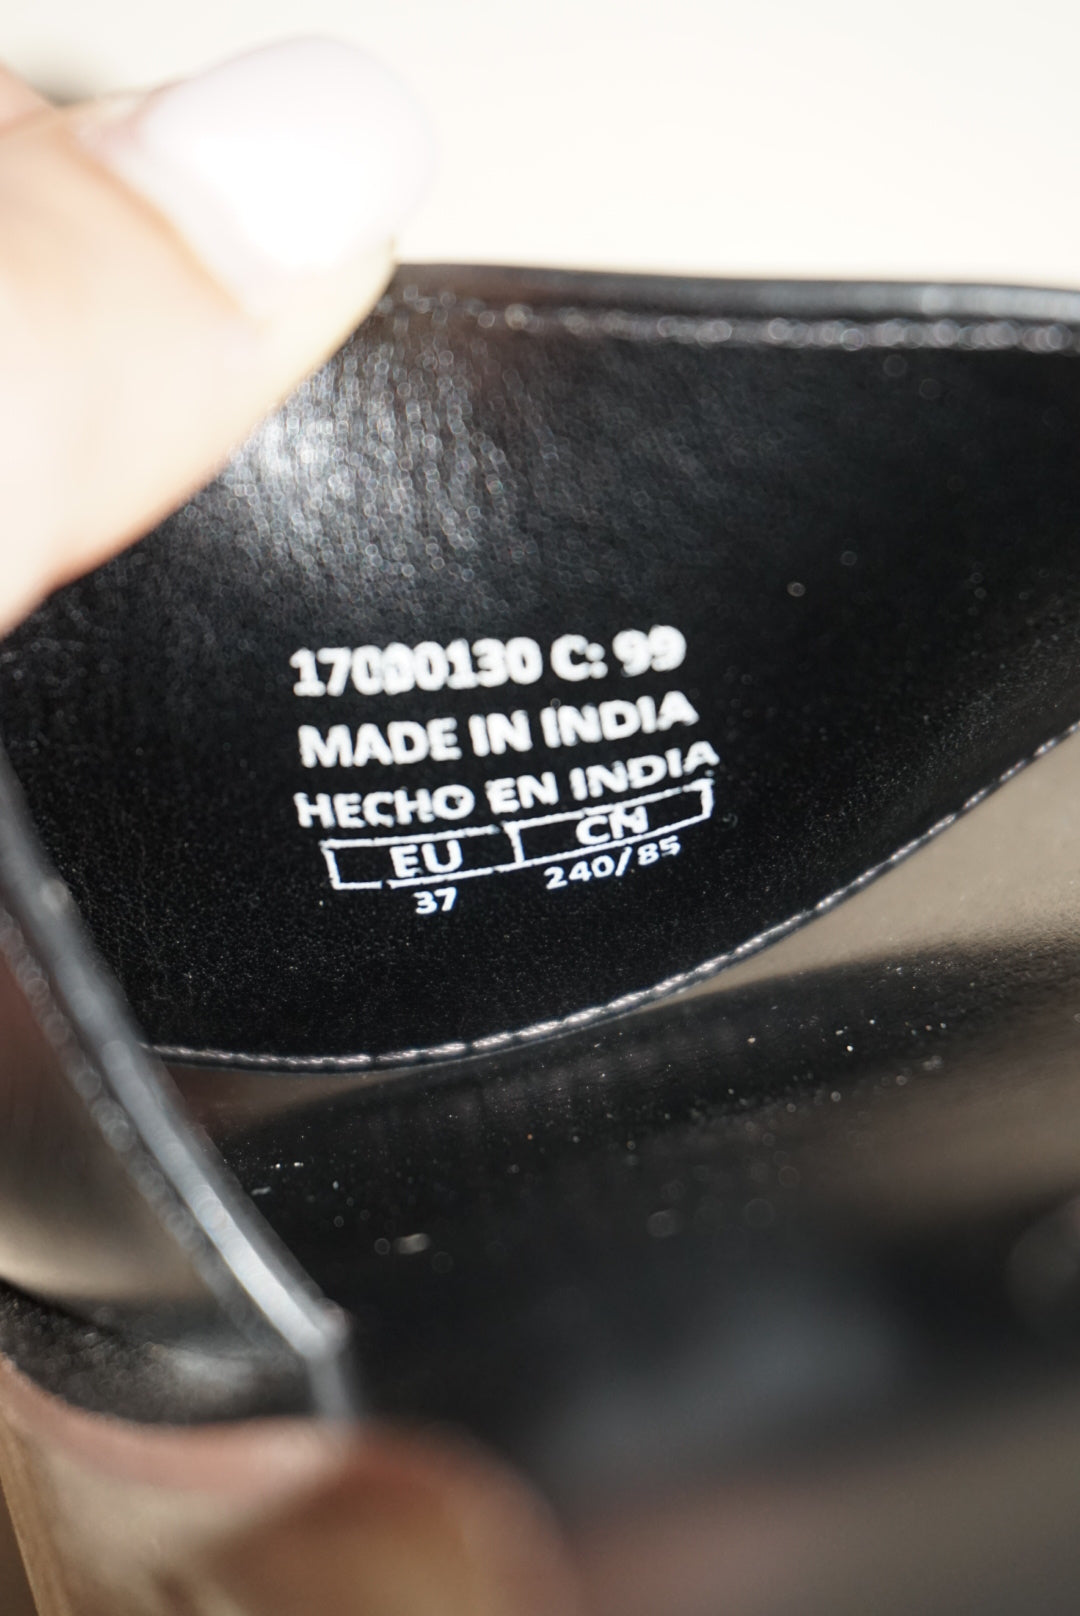 17000130 C: 99
MADE IN INDIA
HECHO EN INDIA
EU CN
37 240/85